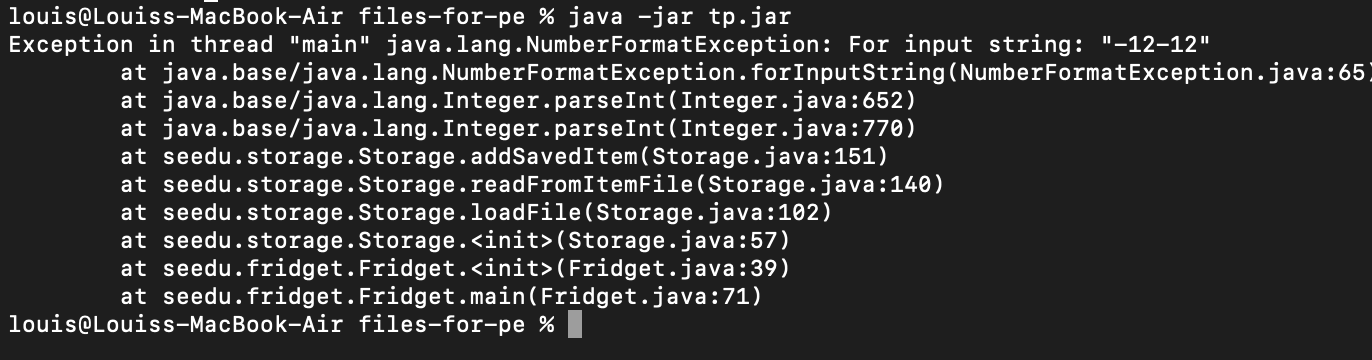 louis@Louiss-MacBook-Air files-for-pe % java -jar tp.jar
Exception in thread "main" java.lang.NumberFormatException: For input string: "-12-12"
at java.base/java.lang.NumberFormatException.forInputString(NumberFormatException.java:65)
at java.base/java.lang.Integer.parseInt(Integer.java:652)
at java.base/java.lang.Integer.parseInt(Integer.java:770)
at seedu.storage.Storage.addSavedItem(Storage.java:151)
at seedu.storage.Storage.readFromItemFile(Storage.java:140)
at seedu.storage.Storage.loadFile(Storage.java:102)
at seedu.storage.Storage.<init>(Storage.java:57)
at seedu.fridget.Fridget.<init>(Fridget.java:39)
at seedu.fridget.Fridget.main(Fridget.java:71)
louis@Louiss-MacBook-Air files-for-pe %